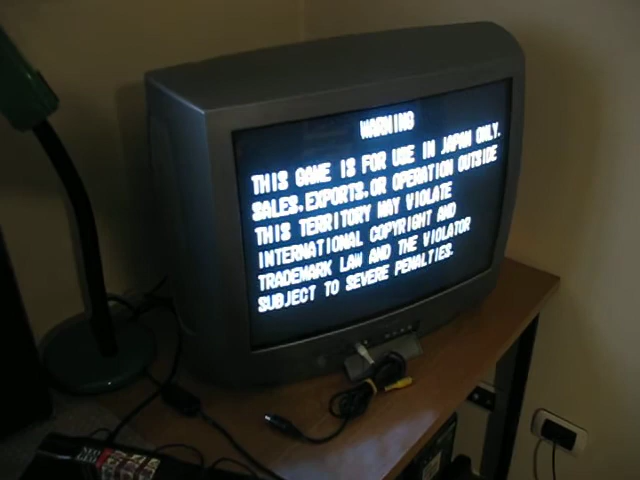 WARNING
THIS GAME IS FOR USE IN JAPAN ONLY.
SALES, EXPORTS, OR OPERATION OUTSIDE
THIS TERRITORY MAY VIOLATE
INTERNATIONAL COPYRIGHT AND
TRADEMARK LAW AND THE VIOLATOR
SUBJECT TO SEVERE PENALTIES.